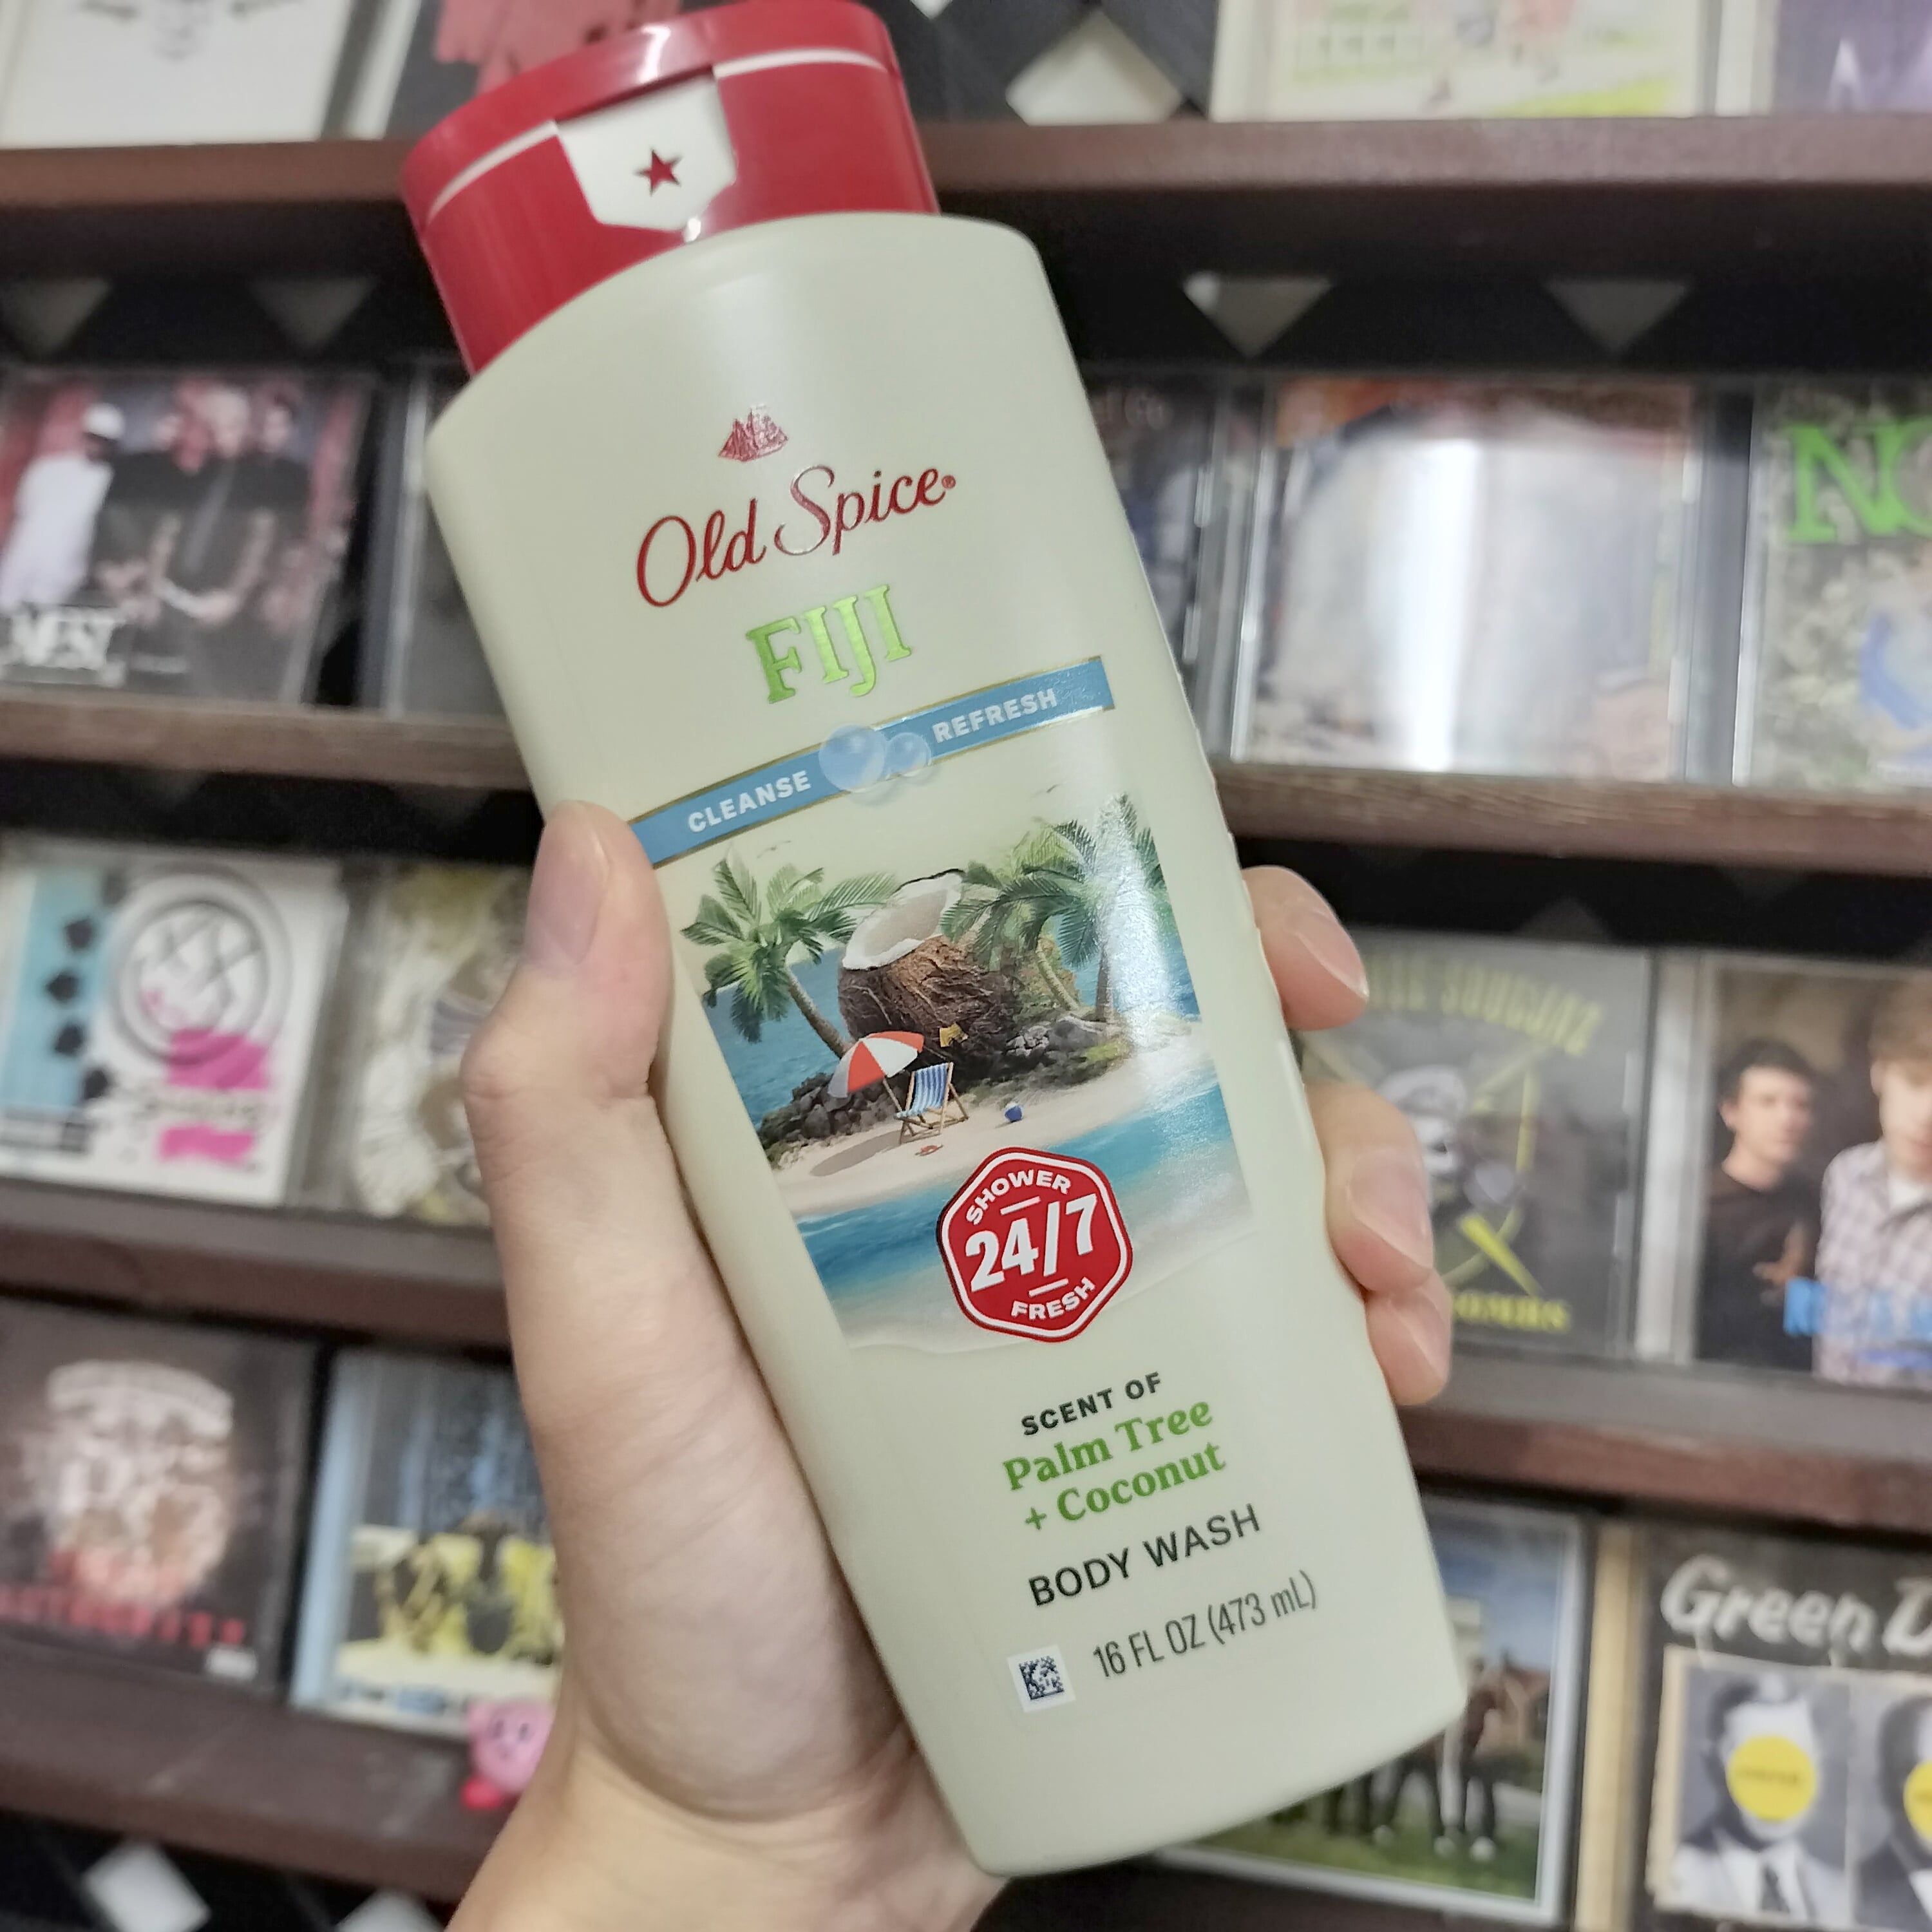 Old Spice®
FIJI
CLEANSE REFRESH
SHOWER
24/7
FRESH
SCENT OF
Palm Tree
+ Coconut
BODY WASH
16 FL OZ (473 mL)
Green